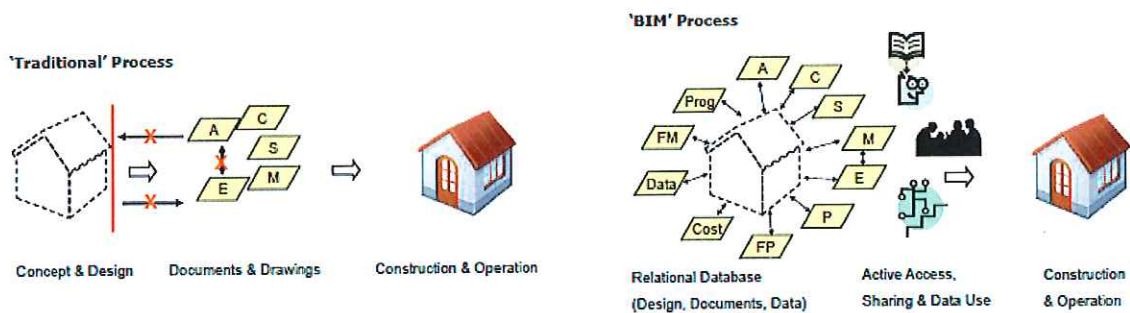 'Traditional' Process
X
A
C
S
X
E
M
X
Concept & Design
Documents & Drawings
Construction & Operation
'BIM' Process
A
C
Prog
S
FM
M
Data
E
Cost
P
FP
Relational Database
(Design, Documents, Data)
Active Access,
Sharing & Data Use
Construction
& Operation